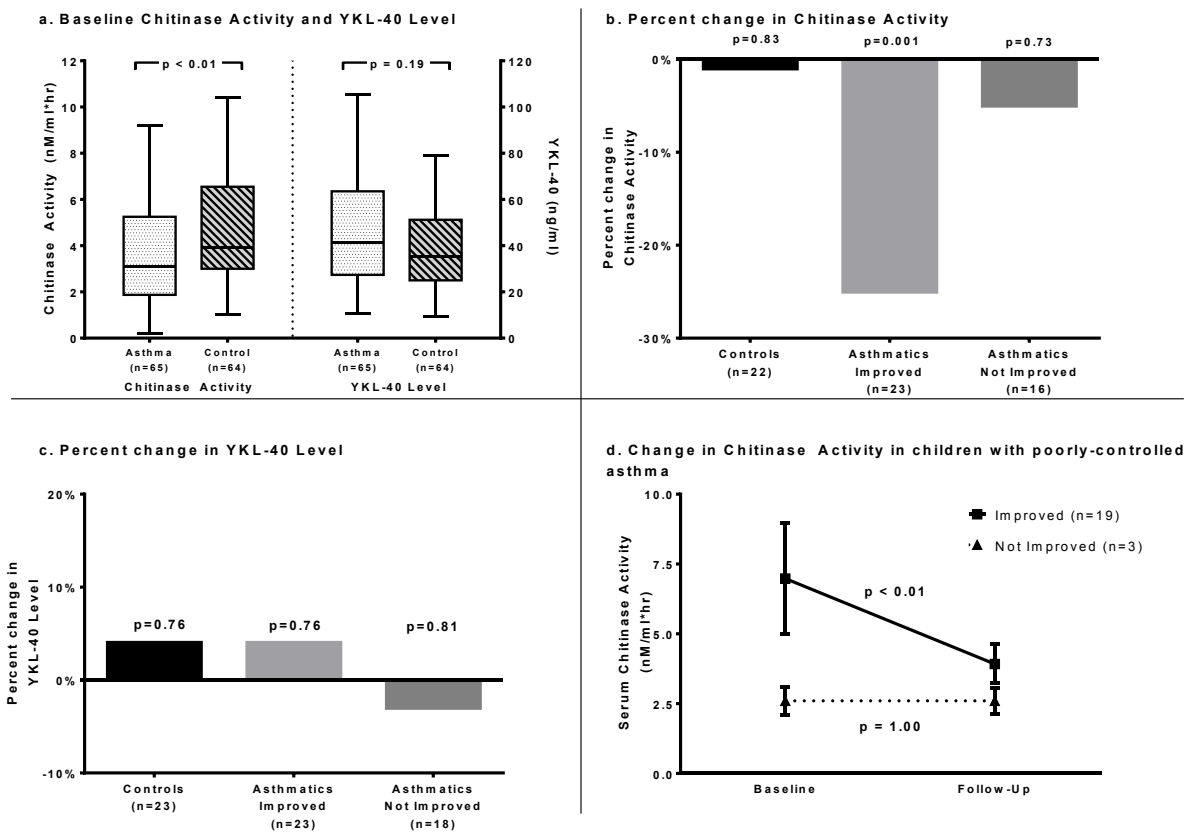 a. Baseline Chitinase Activity and YKL-40 Level
p < 0.01
p = 0.19
12
10
8
6
4
2
0
Chitinase Activity (nM/ml*hr)
120
100
80
60
40
20
0
YKL-40 (ng/ml)
Asthma
(n=65)
Control
(n=64)
Asthma
(n=65)
Control
(n=64)
Chitinase Activity
YKL-40 Level
b. Percent change in Chitinase Activity
p=0.83
p=0.001
p=0.73
0%
-10%
-20%
-30%
Percent change in
Chitinase Activity
Controls
(n=22)
Asthmatics
Improved
(n=23)
Asthmatics
Not Improved
(n=16)
c. Percent change in YKL-40 Level
20%
10%
0%
-10%
Percent change in
YKL-40 Level
p=0.76
p=0.76
p=0.81
Controls
(n=23)
Asthmatics
Improved
(n=23)
Asthmatics
Not Improved
(n=18)
d. Change in Chitinase Activity in children with poorly-controlled
asthma
10.0
7.5
5.0
2.5
0.0
Serum Chitinase Activity
(nM/ml*hr)
Improved (n=19)
Not Improved (n=3)
p < 0.01
p = 1.00
Baseline
Follow-Up